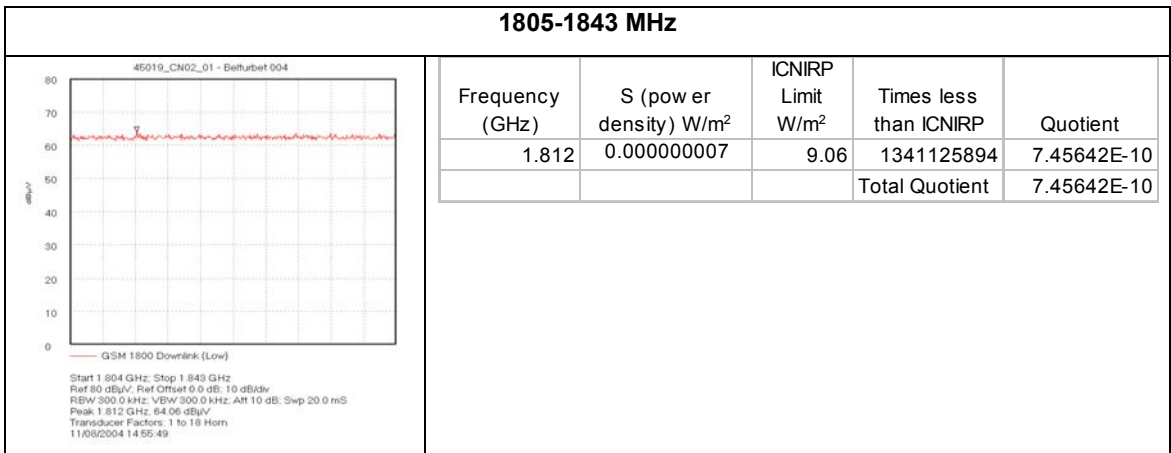 1805-1843 MHz
45019_CN02_01 - Belturbet 004
80
70
60
50
40
30
20
10
0
dBµV
GSM 1800 Downlink (Low)
Start 1.804 GHz; Stop 1.843 GHz
Ref 80 dBµV; Ref Offset 0.0 dB; 10 dB/div
RBW 300.0 kHz; VBW 300.0 kHz; Att 10 dB; Swp 20.0 mS
Peak 1.812 GHz, 64.06 dBµV
Transducer Factors: 1 to 18 Horn
11/08/2004 14:55:49
Frequency (GHz) S (pow er density) W/m² ICNIRP Limit W/m² Times less than ICNIRP Quotient
1.812 0.000000007 9.06 1341125894 7.45642E-10
Total Quotient 7.45642E-10